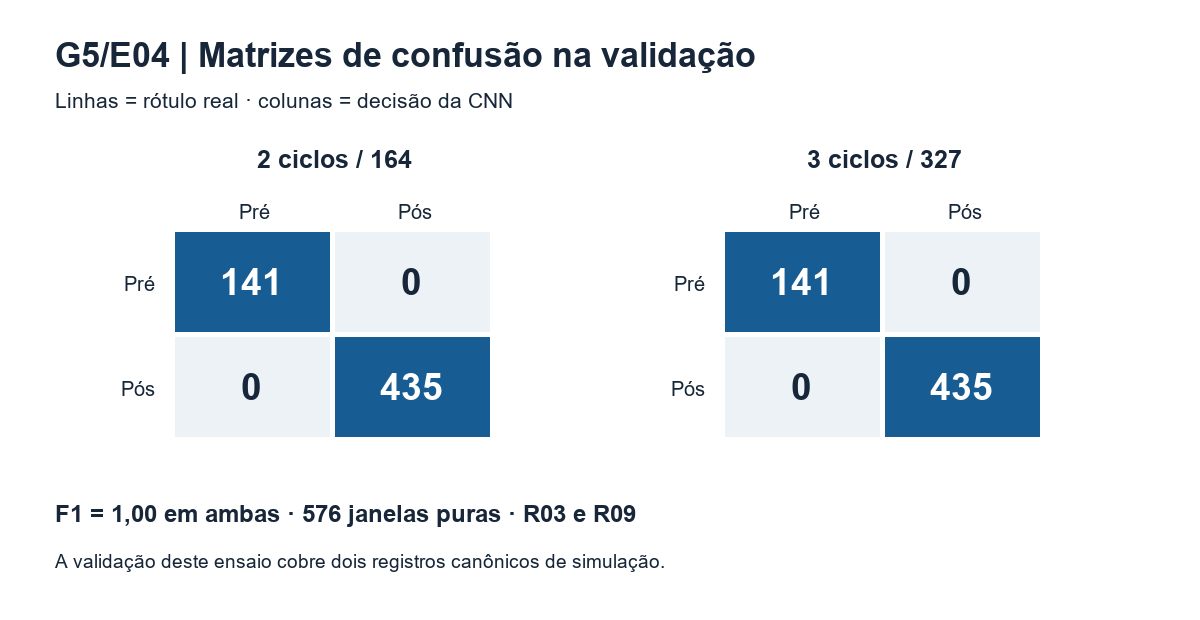 G5/E04 | Matrizes de confusão na validação
Linhas = rótulo real · colunas = decisão da CNN
2 ciclos / 164
Pré Pós
Pré 141 0
Pós 0 435
3 ciclos / 327
Pré Pós
Pré 141 0
Pós 0 435
F1 = 1,00 em ambas · 576 janelas puras · R03 e R09
A validação deste ensaio cobre dois registros canônicos de simulação.